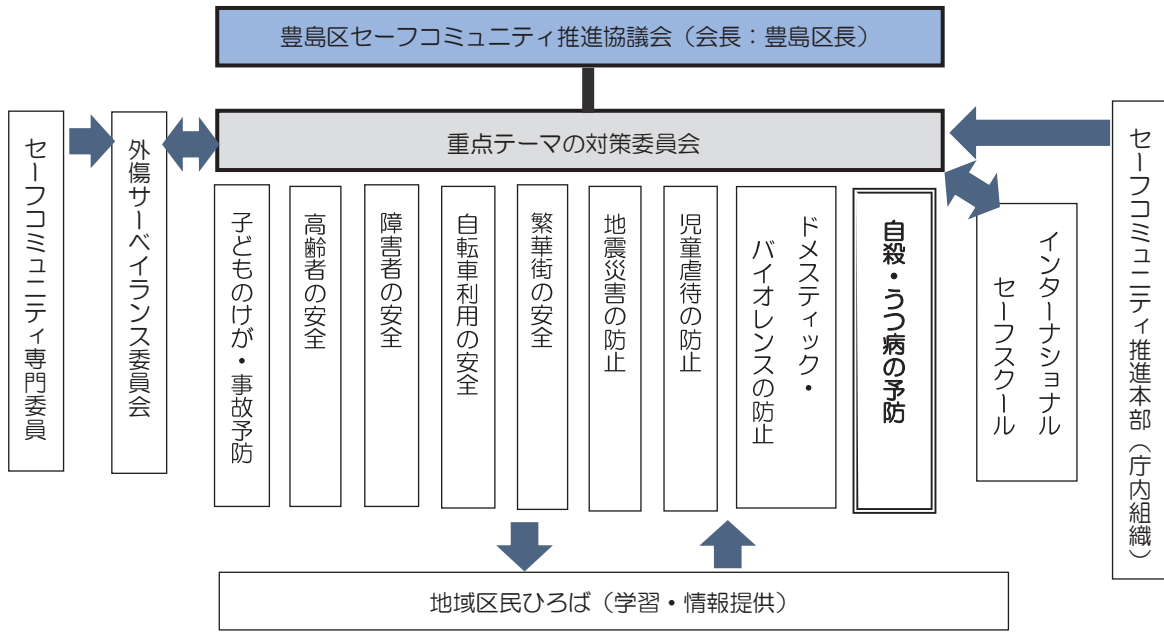 豊島区セーフコミュニティ推進協議会（会長：豊島区長）
重点テーマの対策委員会
セーフコミュニティ専門委員
外傷サーベイランス委員会
子どものけが・事故予防
高齢者の安全
障害者の安全
自転車利用の安全
繁華街の安全
地震災害の防止
児童虐待の防止
ドメスティック・
バイオレンスの防止
自殺・うつ病の予防
インターナショナル
セーフスクール
セーフコミュニティ推進本部（庁内組織）
地域区民ひろば（学習・情報提供）